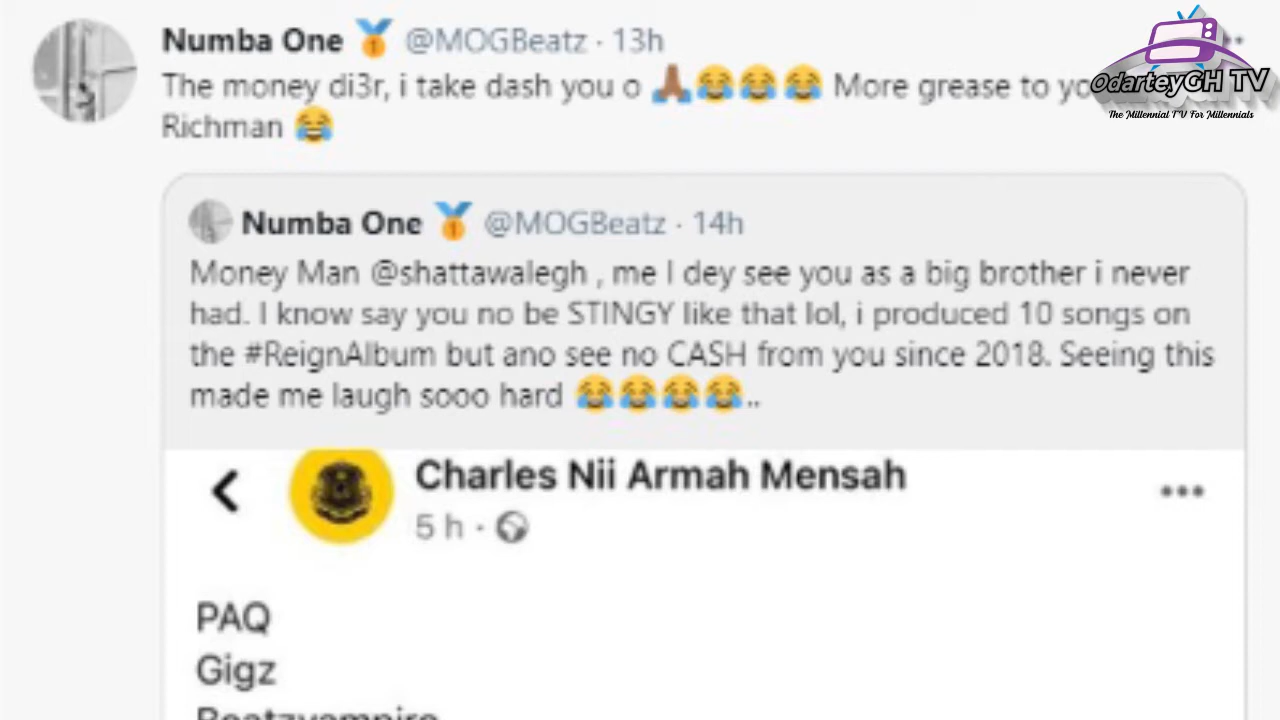 Numba One 🏅 @MOGBeatz · 13h
The money di3r, i take dash you o 🙏🏾😂😂😂 More grease to
Richman 😂
OdarteyGH TV
The Millennial TV For Millennials
Numba One 🏅 @MOGBeatz · 14h
Money Man @shattawalegh , me I dey see you as a big brother i never
had. I know say you no be STINGY like that lol, i produced 10 songs on
the #ReignAlbum but ano see no CASH from you since 2018. Seeing this
made me laugh sooo hard 😂😂😂😂..
Charles Nii Armah Mensah
5 h ·
PAQ
Gigz